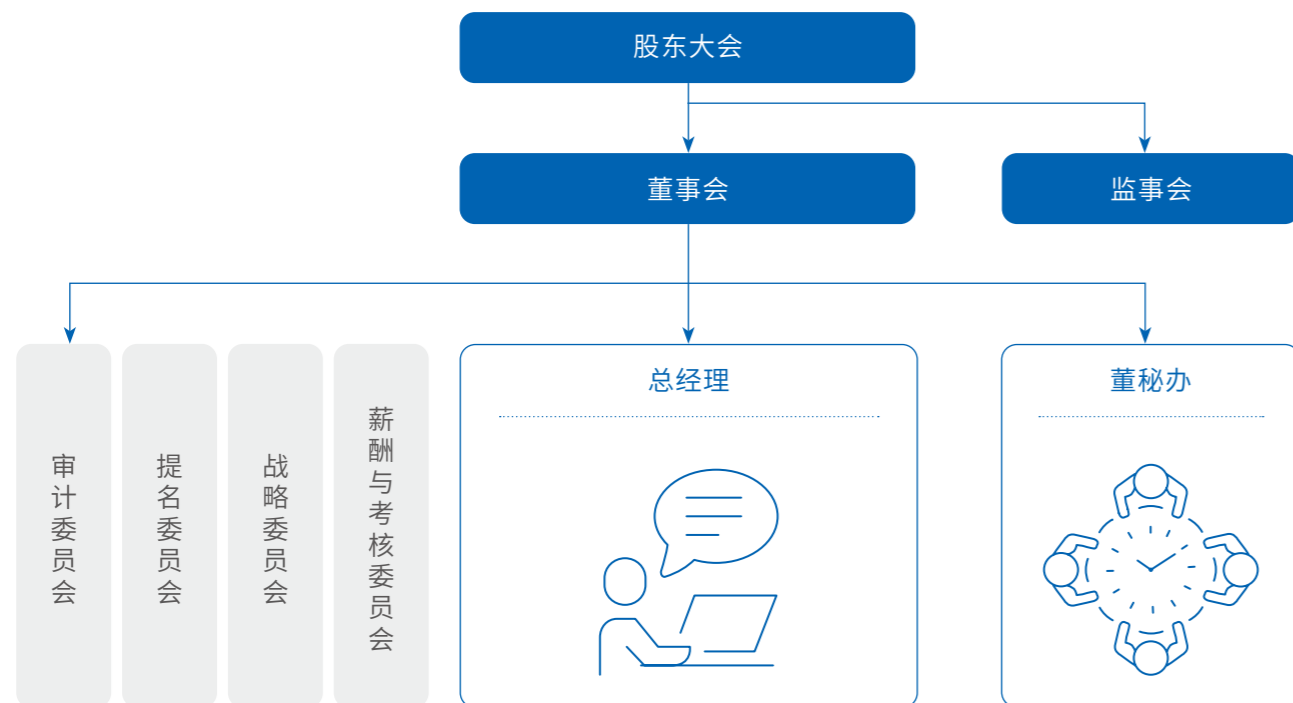 股东大会
董事会
监事会
审计委员会
提名委员会
战略委员会
薪酬与考核委员会
总经理
董秘办